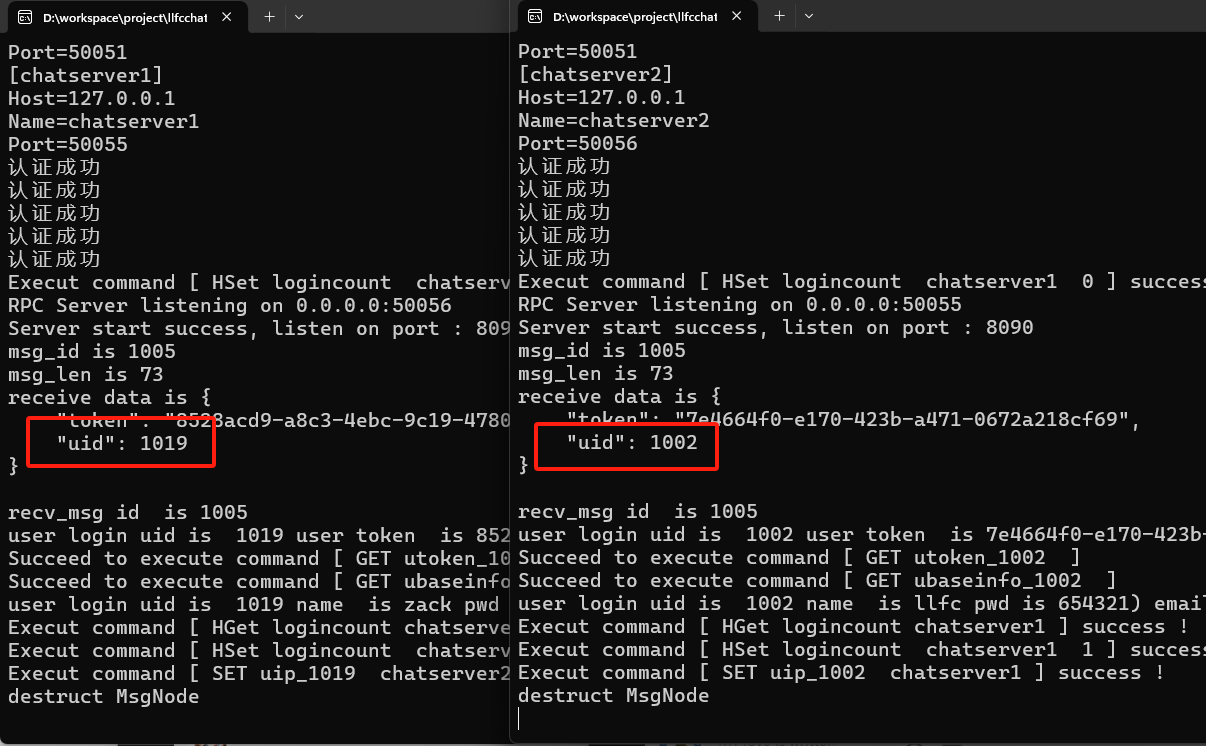 D:\workspace\project\llfcchat
Port=50051
[chatserver1]
Host=127.0.0.1
Name=chatserver1
Port=50055
认证成功
认证成功
认证成功
认证成功
认证成功
Execut command [ HSet logincount  chatserv
RPC Server listening on 0.0.0.0:50056
Server start success, listen on port : 809
msg_id is 1005
msg_len is 73
receive data is {
"token": "8528acd9-a8c3-4ebc-9c19-4780
"uid": 1019
}
recv_msg id  is 1005
user login uid is  1019 user token  is 852
Succeed to execute command [ GET utoken_10
Succeed to execute command [ GET ubaseinfo
user login uid is  1019 name  is zack pwd
Execut command [ HGet logincount chatserve
Execut command [ HSet logincount  chatserv
Execut command [ SET uip_1019  chatserver2
destruct MsgNode
D:\workspace\project\llfcchat
Port=50051
[chatserver2]
Host=127.0.0.1
Name=chatserver2
Port=50056
认证成功
认证成功
认证成功
认证成功
认证成功
Execut command [ HSet logincount  chatserver1  0 ] succes
RPC Server listening on 0.0.0.0:50055
Server start success, listen on port : 8090
msg_id is 1005
msg_len is 73
receive data is {
"token": "7e4664f0-e170-423b-a471-0672a218cf69",
"uid": 1002
}
recv_msg id  is 1005
user login uid is  1002 user token  is 7e4664f0-e170-423b-
Succeed to execute command [ GET utoken_1002  ]
Succeed to execute command [ GET ubaseinfo_1002  ]
user login uid is  1002 name  is llfc pwd is 654321) emai
Execut command [ HGet logincount chatserver1 ] success !
Execut command [ HSet logincount  chatserver1  1 ] succes
Execut command [ SET uip_1002  chatserver1 ] success !
destruct MsgNode